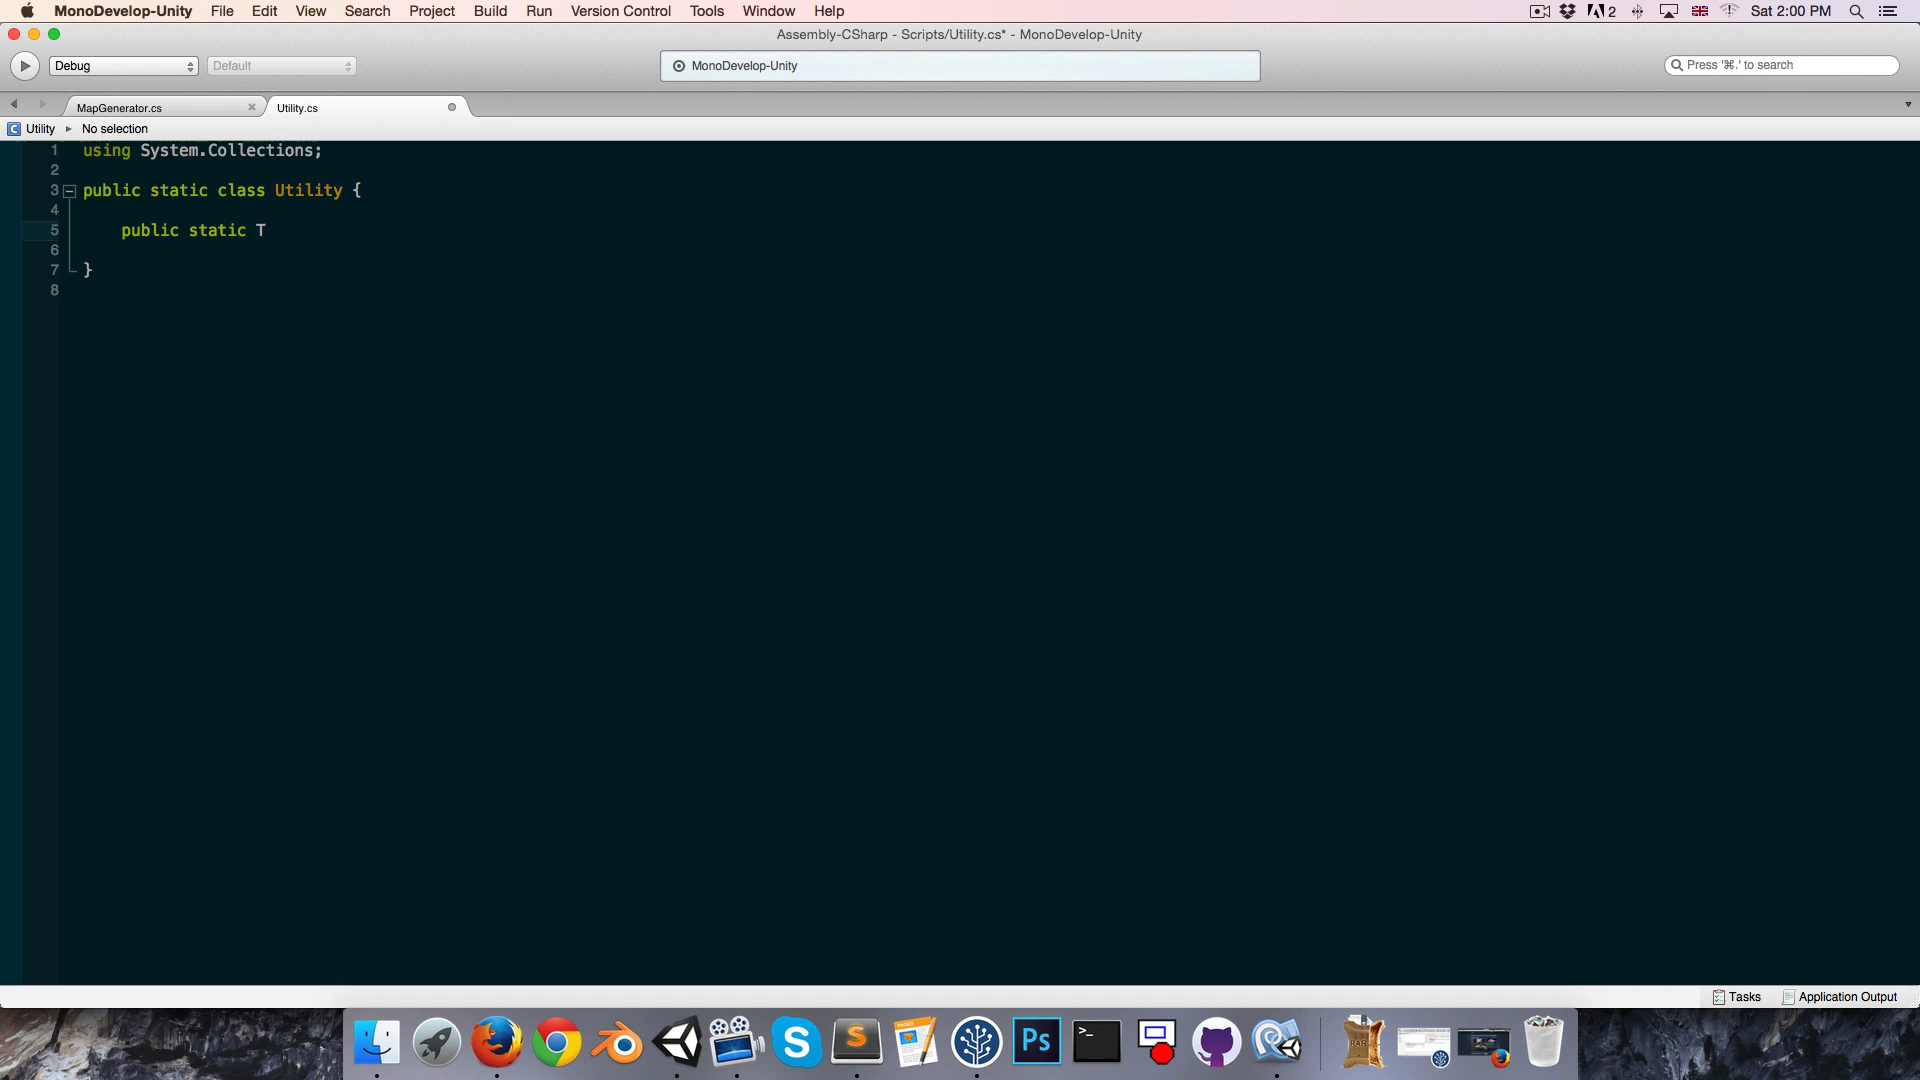 MonoDevelop-Unity File Edit View Search Project Build Run Version Control Tools Window Help 2 Sat 2:00 PM
Assembly-CSharp - Scripts/Utility.cs* - MonoDevelop-Unity
Debug Default MonoDevelop-Unity Press '⌘.' to search
MapGenerator.cs Utility.cs
C Utility No selection
1 using System.Collections;
2
3 public static class Utility {
4
5 public static T
6
7 }
8
Tasks Application Output
S S PAGES Ps >_ RAR